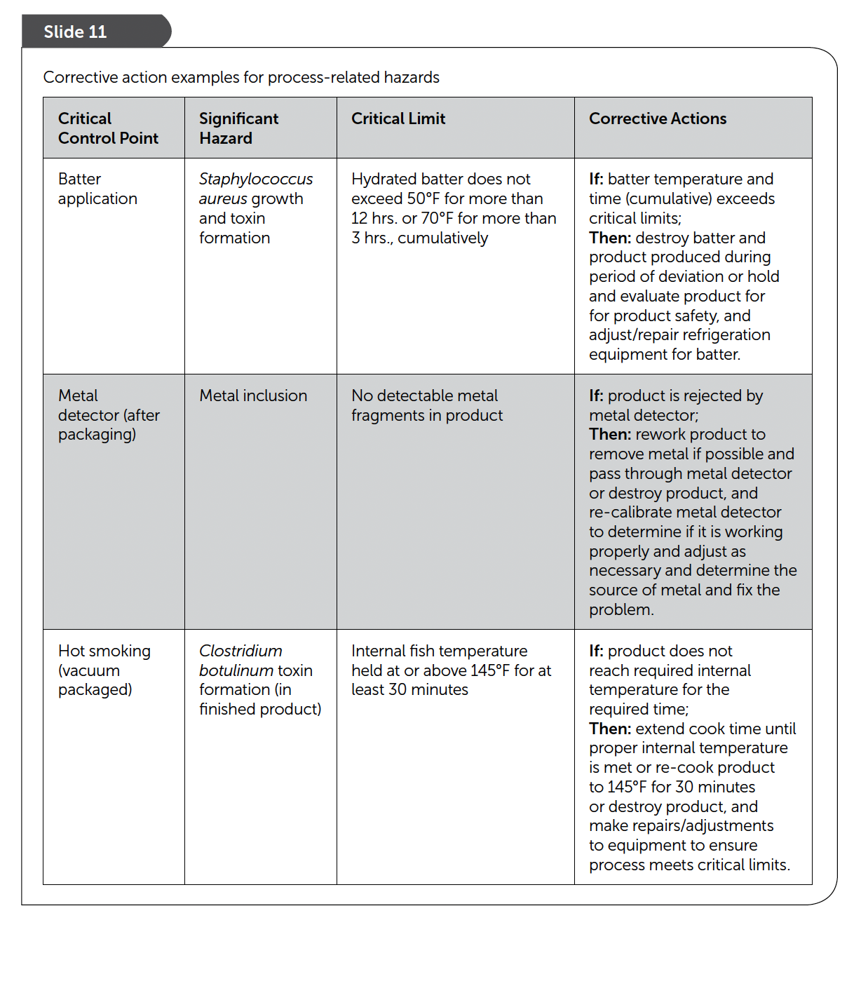 Slide 11
Corrective action examples for process-related hazards
Critical
Control Point
Significant
Hazard
Critical Limit
Corrective Actions
Batter
application
Staphylococcus
aureus growth
and toxin
formation
Hydrated batter does not
exceed 50°F for more than
12 hrs. or 70°F for more than
3 hrs., cumulatively
If: batter temperature and
time (cumulative) exceeds
critical limits;
Then: destroy batter and
product produced during
period of deviation or hold
and evaluate product for
for product safety, and
adjust/repair refrigeration
equipment for batter.
Metal
detector (after
packaging)
Metal inclusion
No detectable metal
fragments in product
If: product is rejected by
metal detector;
Then: rework product to
remove metal if possible and
pass through metal detector
or destroy product, and
re-calibrate metal detector
to determine if it is working
properly and adjust as
necessary and determine the
source of metal and fix the
problem.
Hot smoking
(vacuum
packaged)
Clostridium
botulinum toxin
formation (in
finished product)
Internal fish temperature
held at or above 145°F for at
least 30 minutes
If: product does not
reach required internal
temperature for the
required time;
Then: extend cook time until
proper internal temperature
is met or re-cook product
to 145°F for 30 minutes
or destroy product, and
make repairs/adjustments
to equipment to ensure
process meets critical limits.